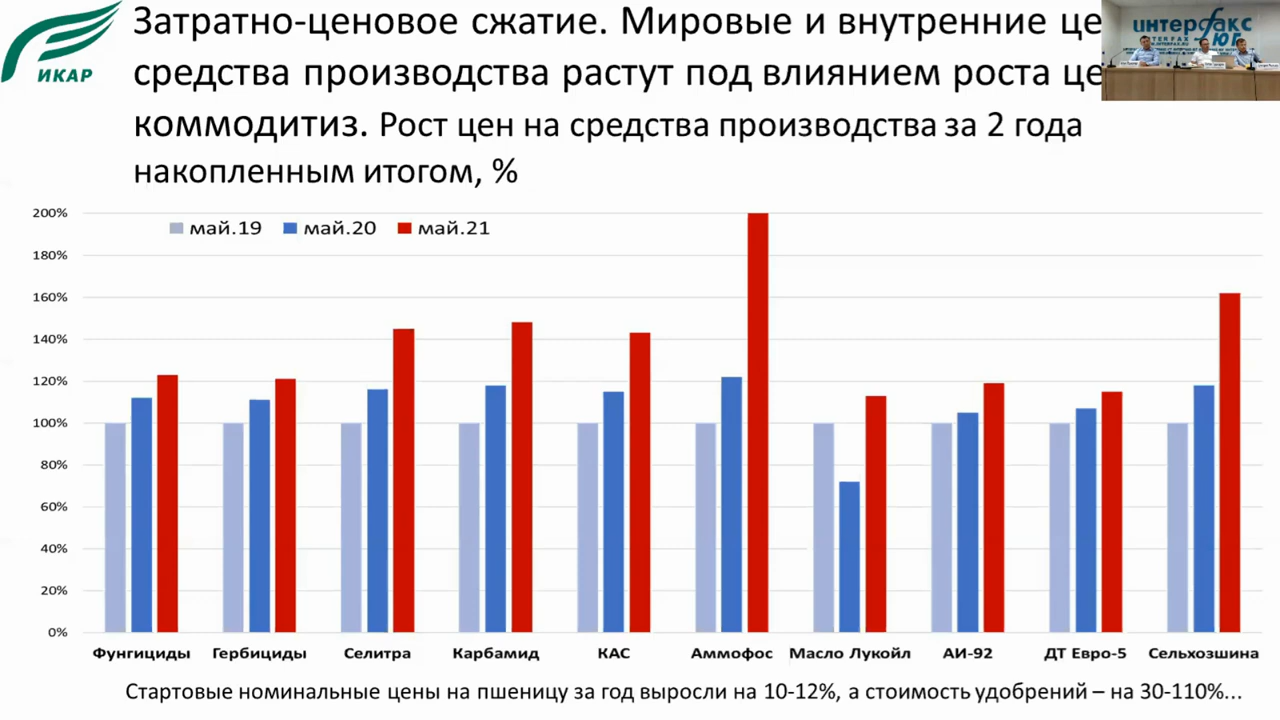 Затратно-ценовое сжатие. Мировые и внутренние
средства производства растут под влиянием роста
коммодитиз. Рост цен на средства производства за 2 года
накопленным итогом, %
ИКАР
интерфакс
ЮГ
INTERFAX
200%
май.19 май.20 май.21
180%
160%
140%
120%
100%
80%
60%
40%
20%
0%
Фунгициды Гербициды Селитра Карбамид КАС Аммофос Масло Лукойл АИ-92 ДТ Евро-5 Сельхозшина
Стартовые номинальные цены на пшеницу за год выросли на 10-12%, а стоимость удобрений – на 30-110%...